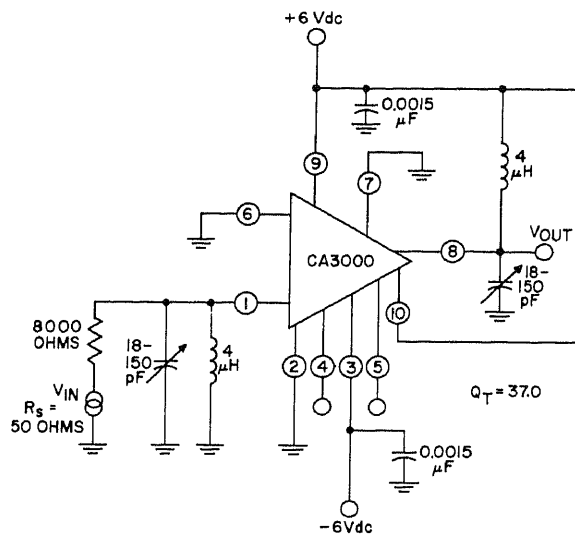 +6 Vdc
0.0015
μF
9
7
4
μH
6
CA3000
8
VOUT
18-
150
pF
10
1
8000
OHMS
18-
150
pF
4
μH
VIN
RS =
50 OHMS
2
4
3
5
QT = 37.0
0.0015
μF
-6Vdc